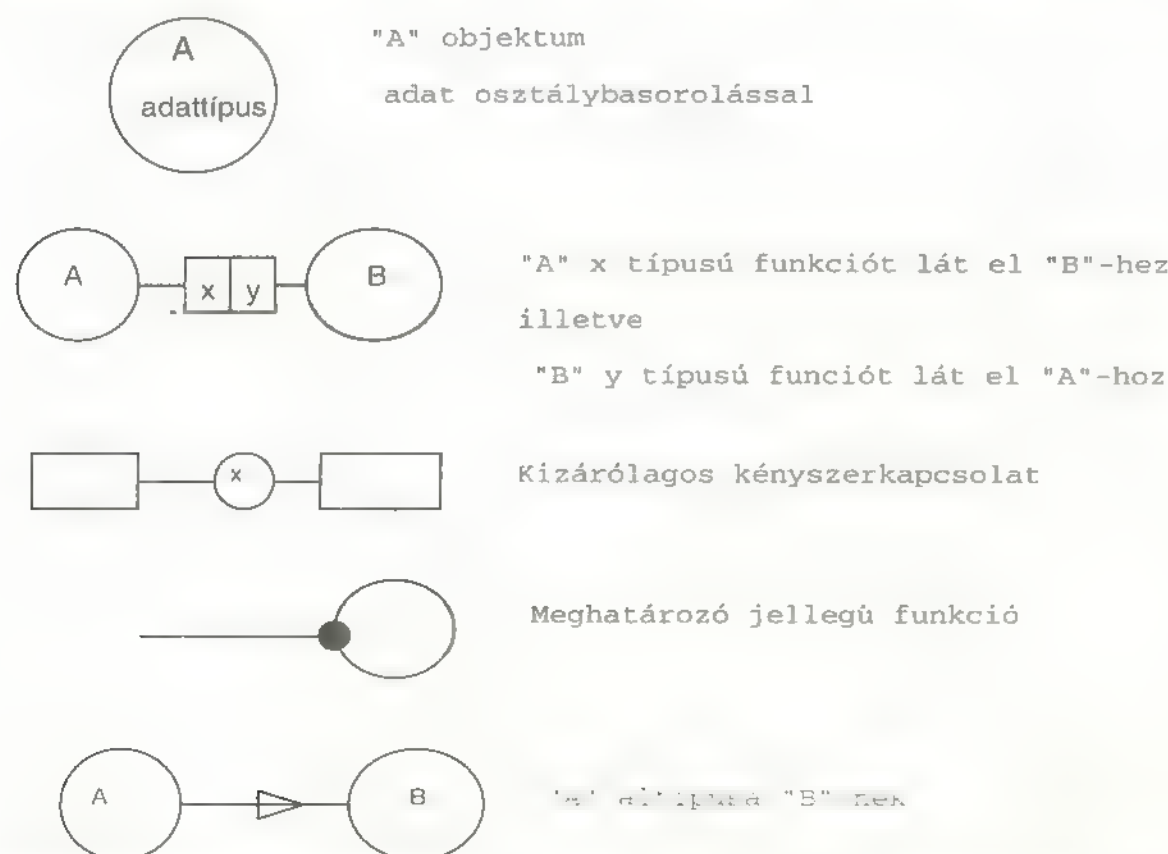 A
adattípus
"A" objektum
adat osztálybasorolással
A
x
y
B
"A" x típusú funkciót lát el "B"-hez
illetve
"B" y típusú funciót lát el "A"-hoz
x
Kizárólagos kényszerkapcsolat
Meghatározó jellegű funkció
A
B
"B"